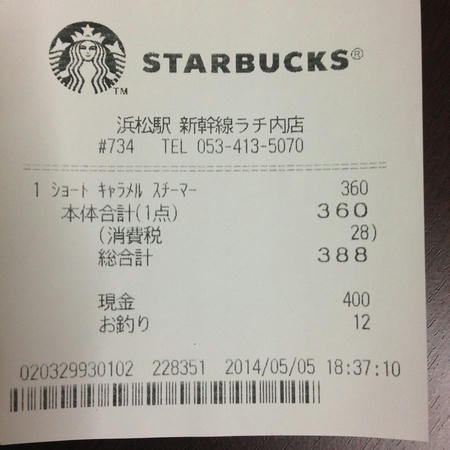 STARBUCKS®
TM
浜松駅 新幹線ラチ内店
#734 TEL 053-413-5070
1 ｼｮｰﾄ ｷｬﾗﾒﾙ ｽﾁｰﾏｰ 360
本体合計(1点) 360
(消費税 28)
総合計 388
現金 400
お釣り 12
020329930102 228351 2014/05/05 18:37:10